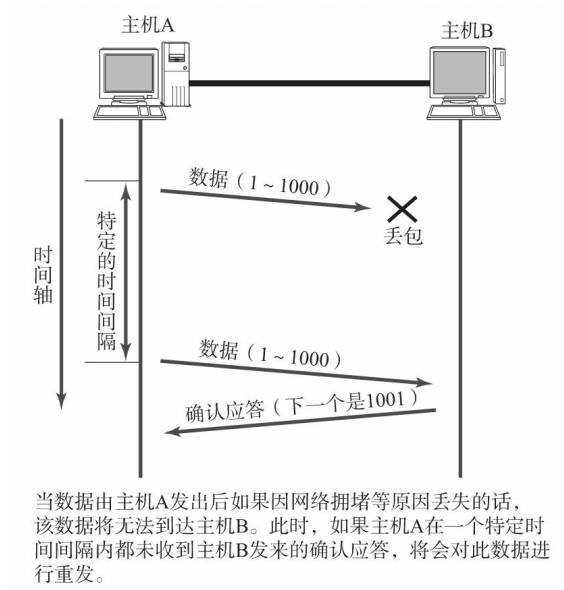 主机A
主机B
数据（1～1000）
丢包
特定的时间间隔
时间轴
数据（1～1000）
确认应答（下一个是1001）
当数据由主机A发出后如果因网络拥堵等原因丢失的话，
该数据将无法到达主机B。此时，如果主机A在一个特定时
间间隔内都未收到主机B发来的确认应答，将会对此数据进
行重发。